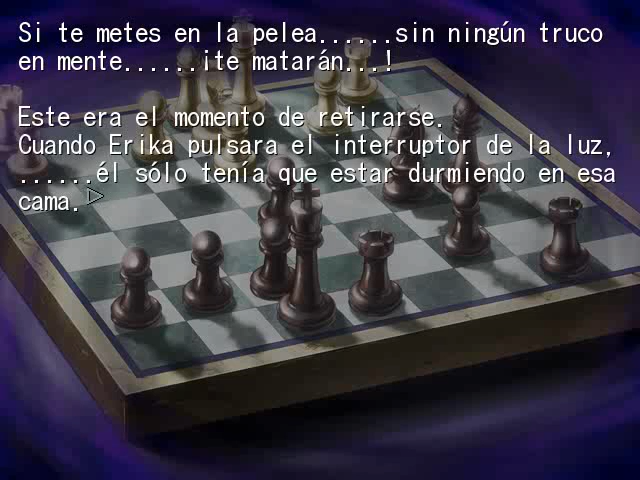 Si te metes en la pelea......sin ningún truco
en mente......¡te matarán...!
Este era el momento de retirarse.
Cuando Erika pulsara el interruptor de la luz,
......él sólo tenía que estar durmiendo en esa
cama.